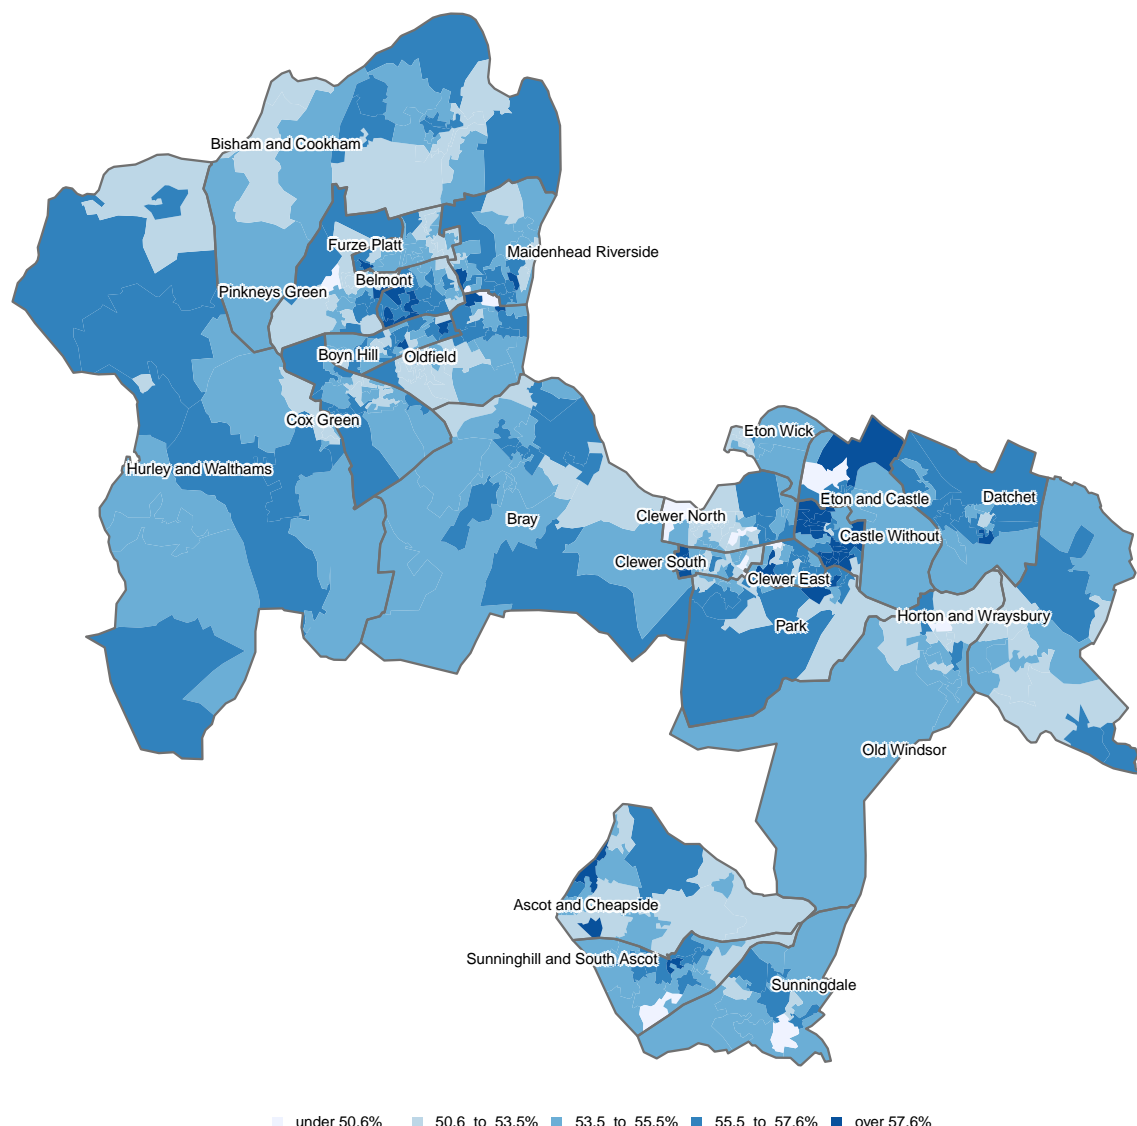 Bisham and Cookham
Furze Platt
Maidenhead Riverside
Belmont
Pinkneys Green
Boyn Hill
Oldfield
Cox Green
Eton Wick
Hurley and Walthams
Eton and Castle
Datchet
Clewer North
Bray
Castle Without
Clewer South
Clewer East
Horton and Wraysbury
Park
Old Windsor
Ascot and Cheapside
Sunninghill and South Ascot
Sunningdale
under 50.6% 50.6 to 53.5% 53.5 to 55.5% 55.5 to 57.6% over 57.6%